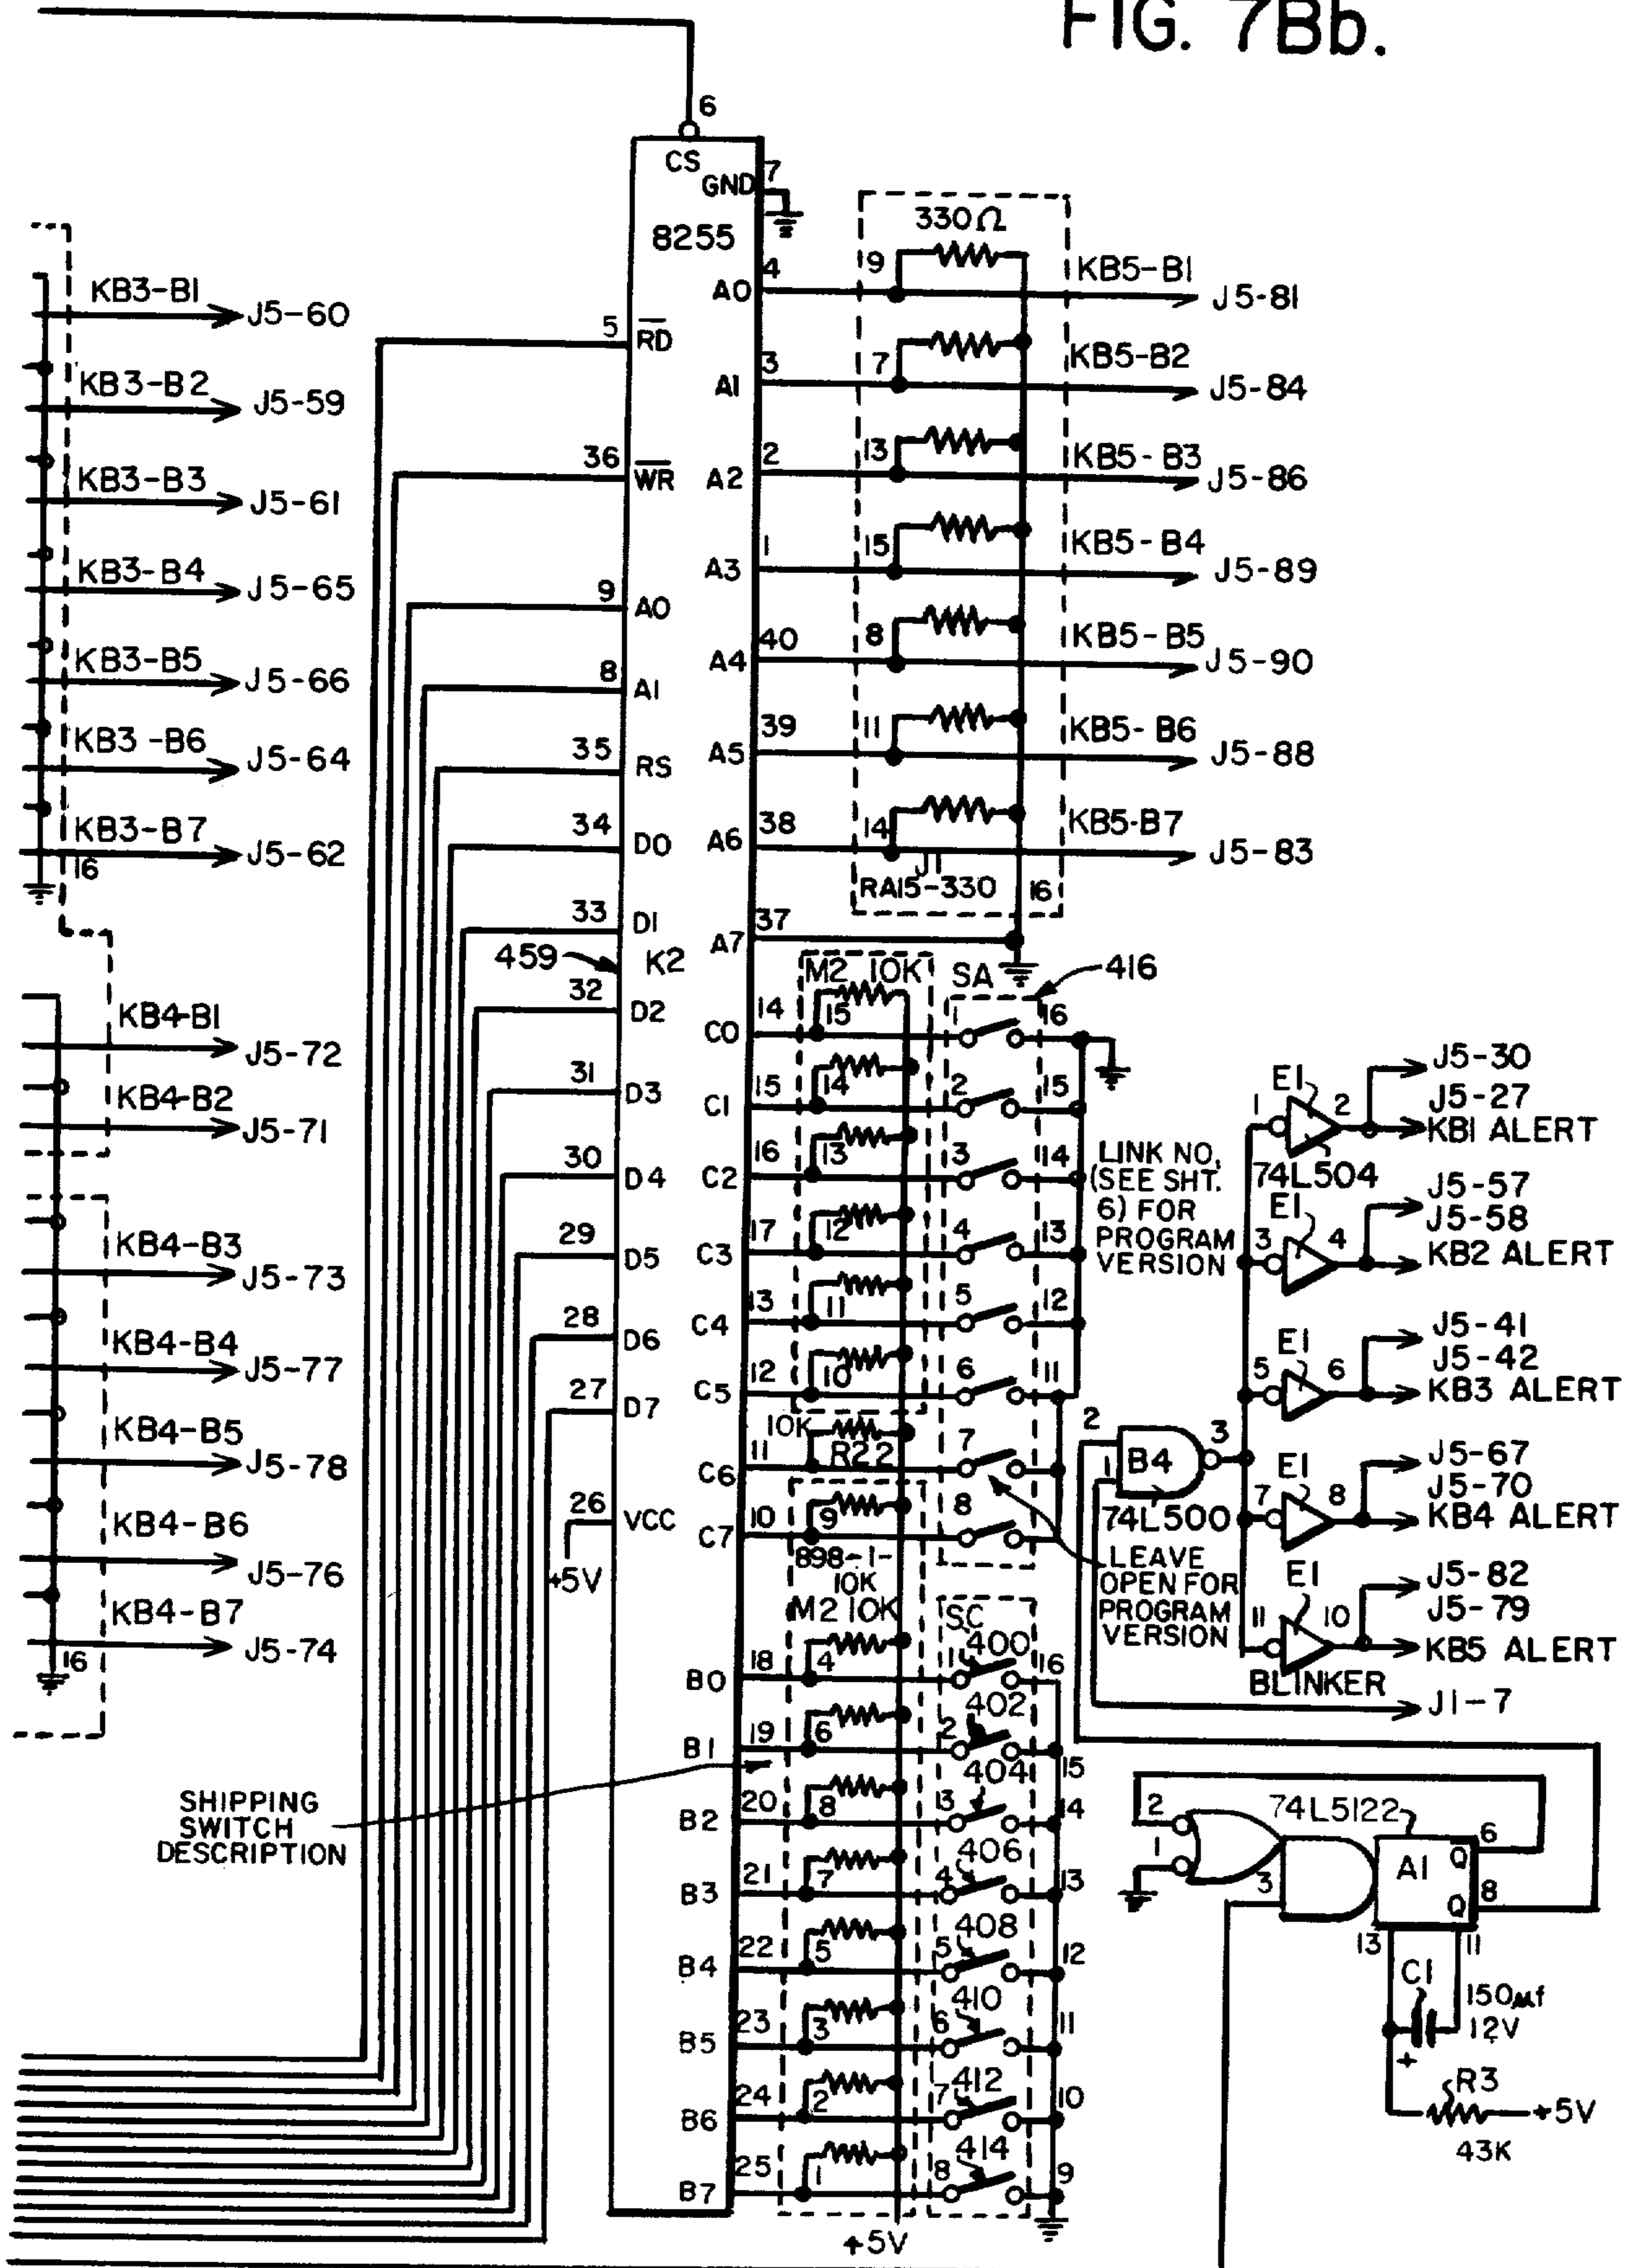 FIG. 7Bb.
6
CS
GND 7
8255
330Ω
KB3-B1 J5-60
KB3-B2 J5-59
KB3-B3 J5-61
KB3-B4 J5-65
KB3-B5 J5-66
KB3-B6 J5-64
KB3-B7 J5-62
16
KB4-B1 J5-72
KB4-B2 J5-71
KB4-B3 J5-73
KB4-B4 J5-77
KB4-B5 J5-78
KB4-B6 J5-76
KB4-B7 J5-74
16
5 RD
36 WR
9 A0
8 A1
35 RS
34 D0
33 D1
459 K2
32 D2
31 D3
30 D4
29 D5
28 D6
27 D7
26 VCC
+5V
A0 4 9 KB5-B1 J5-81
A1 3 7 KB5-B2 J5-84
A2 2 13 KB5-B3 J5-86
A3 1 15 KB5-B4 J5-89
A4 40 8 KB5-B5 J5-90
A5 39 11 KB5-B6 J5-88
A6 38 14 KB5-B7 J5-83
J1
RA15-330 16
A7 37
M2 10K SA 416
C0 14 15 1 16
C1 15 14 2 15
C2 16 13 3 14
C3 17 12 4 13
C4 13 11 5 12
C5 12 10 6 11
10K
R22
C6 11 7
C7 10 9 8
898-1-
10K
M2 10K SC
B0 18 4 1 400 16
B1 19 6 2 402 15
B2 20 8 3 404 14
B3 21 7 4 406 13
B4 22 5 5 408 12
B5 23 3 6 410 11
B6 24 2 7 412 10
B7 25 1 8 414 9
+5V
SHIPPING
SWITCH
DESCRIPTION
LINK NO.
(SEE SHT.
6) FOR
PROGRAM
VERSION
LEAVE
OPEN FOR
PROGRAM
VERSION
2 1 B4 3
74LS00
1 E1 2 J5-30
J5-27
KB1 ALERT
74LS04
3 E1 4 J5-57
J5-58
KB2 ALERT
5 E1 6 J5-41
J5-42
KB3 ALERT
7 E1 8 J5-67
J5-70
KB4 ALERT
11 E1 10 J5-82
J5-79
KB5 ALERT
BLINKER
J1-7
74LS122
2
1
3
A1
Q 6
Q 8
13 11
C1 150µf
12V
+
R3 +5V
43K